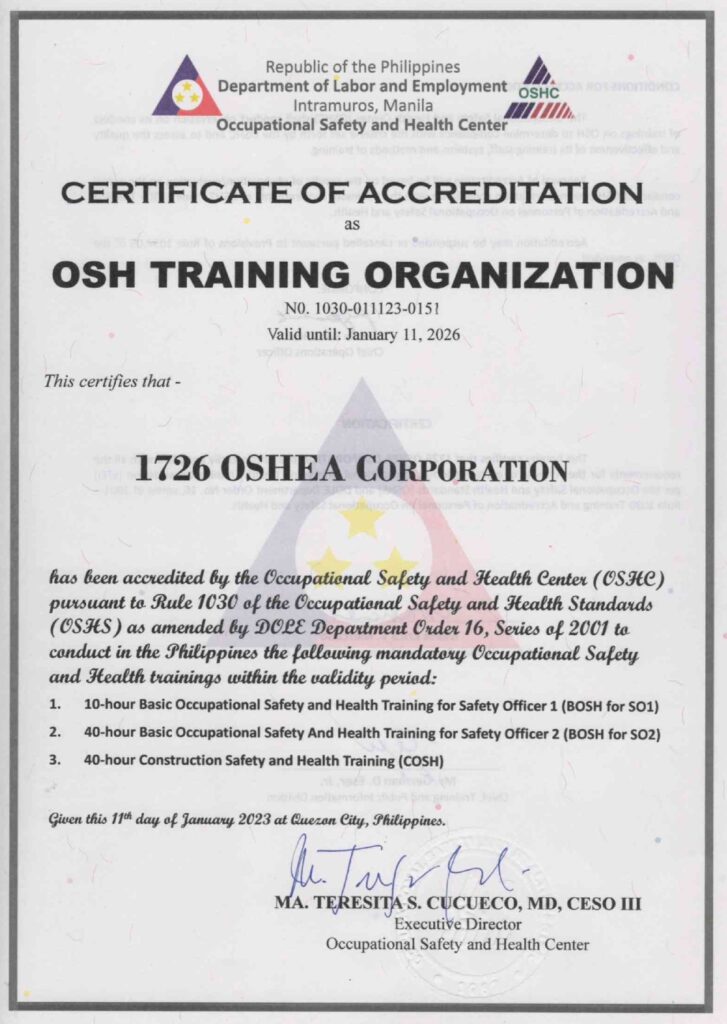 Republic of the Philippines
Department of Labor and Employment
Intramuros, Manila
Occupational Safety and Health Center
OSHC
CERTIFICATE OF ACCREDITATION
as
OSH TRAINING ORGANIZATION
N0. 1030-011123-0151
Valid until: January 11, 2026
This certifies that -
1726 OSHEA CORPORATION
has been accredited by the Occupational Safety and Health Center (OSHC)
pursuant to Rule 1030 of the Occupational Safety and Health Standards
(OSHS) as amended by DOLE Department Order 16, Series of 2001 to
conduct in the Philippines the following mandatory Occupational Safety
and Health trainings within the validity period:
1. 10-hour Basic Occupational Safety and Health Training for Safety Officer 1 (BOSH for SO1)
2. 40-hour Basic Occupational Safety And Health Training for Safety Officer 2 (BOSH for SO2)
3. 40-hour Construction Safety and Health Training (COSH)
Given this 11th day of January 2023 at Quezon City, Philippines.
MA. TERESITA S. CUCUECO, MD, CESO III
Executive Director
Occupational Safety and Health Center